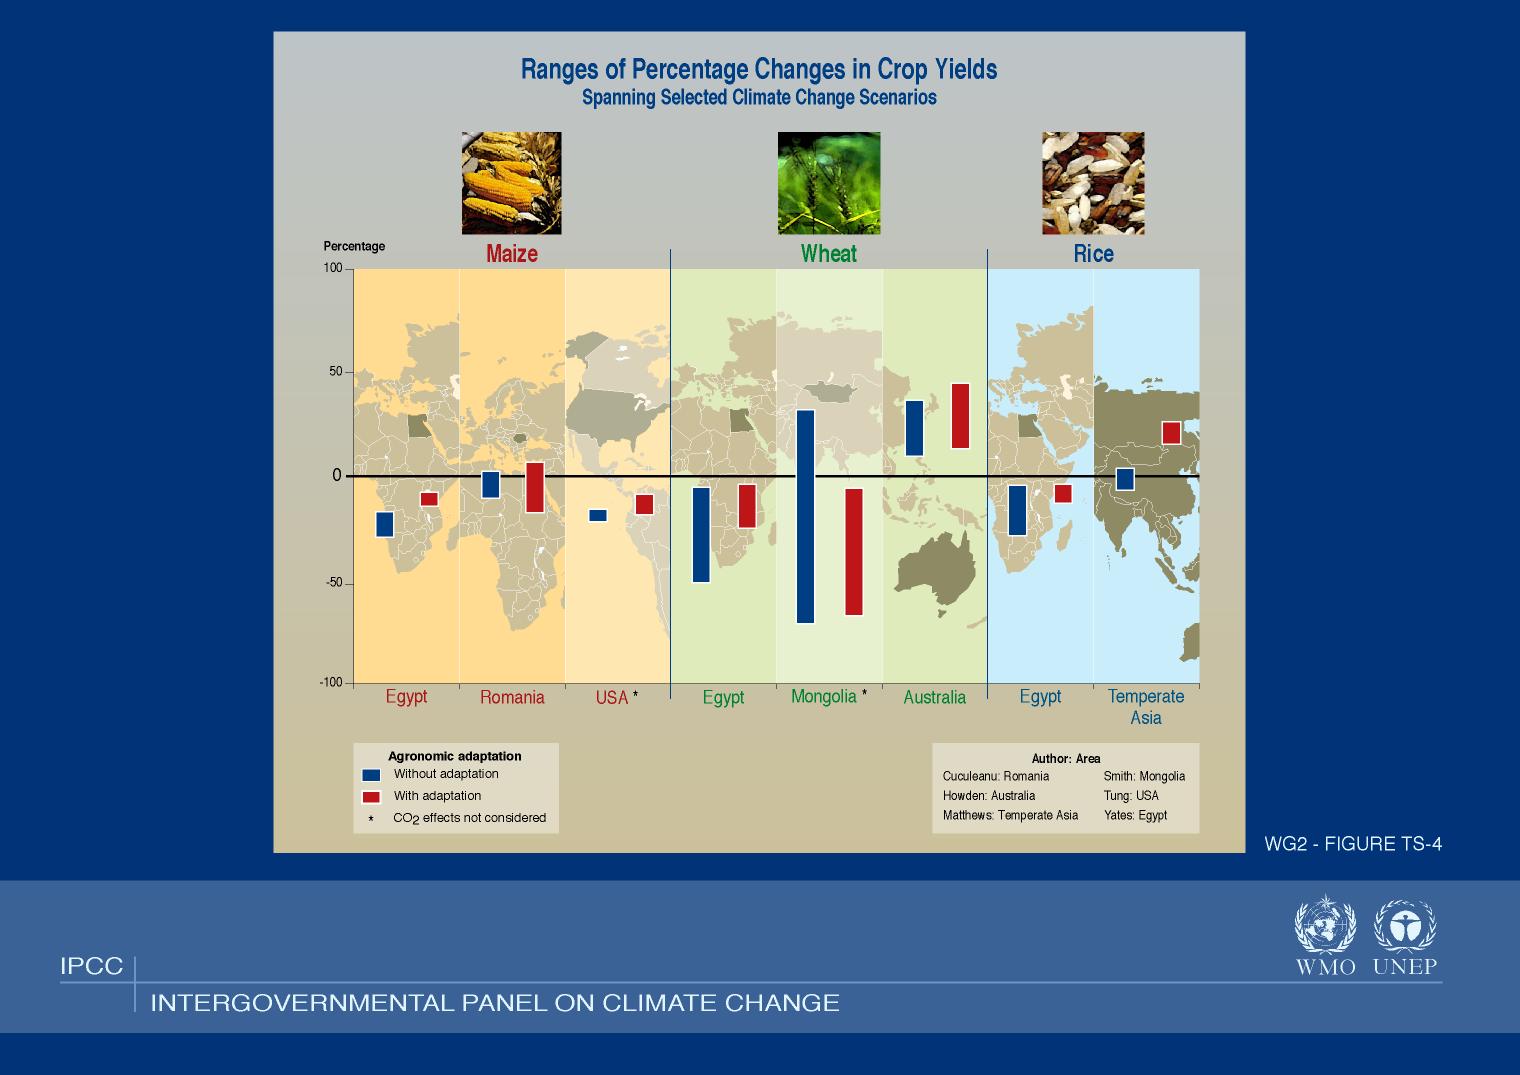 Ranges of Percentage Changes in Crop Yields
Spanning Selected Climate Change Scenarios
Percentage
Maize
Wheat
Rice
100
50
0
-50
-100
Egypt
Romania
USA *
Egypt
Mongolia *
Australia
Egypt
Temperate
Asia
Agronomic adaptation
Without adaptation
With adaptation
* CO2 effects not considered
Author: Area
Cuculeanu: Romania
Smith: Mongolia
Howden: Australia
Tung: USA
Matthews: Temperate Asia
Yates: Egypt
WG2 - FIGURE TS-4
WMO
UNEP
IPCC
INTERGOVERNMENTAL PANEL ON CLIMATE CHANGE